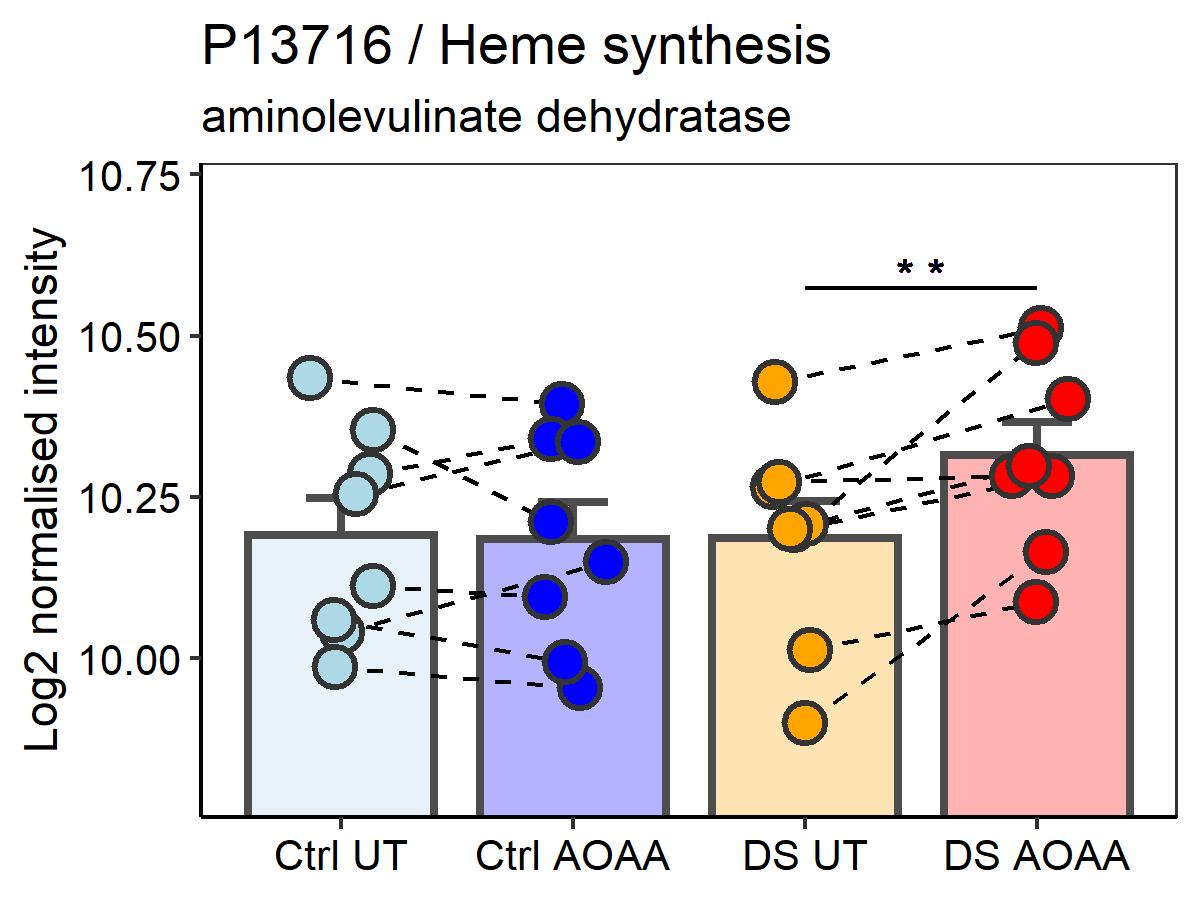 P13716 / Heme synthesis
aminolevulinate dehydratase
Log2 normalised intensity
10.75
10.50
10.25
10.00
* *
Ctrl UT
Ctrl AOAA
DS UT
DS AOAA